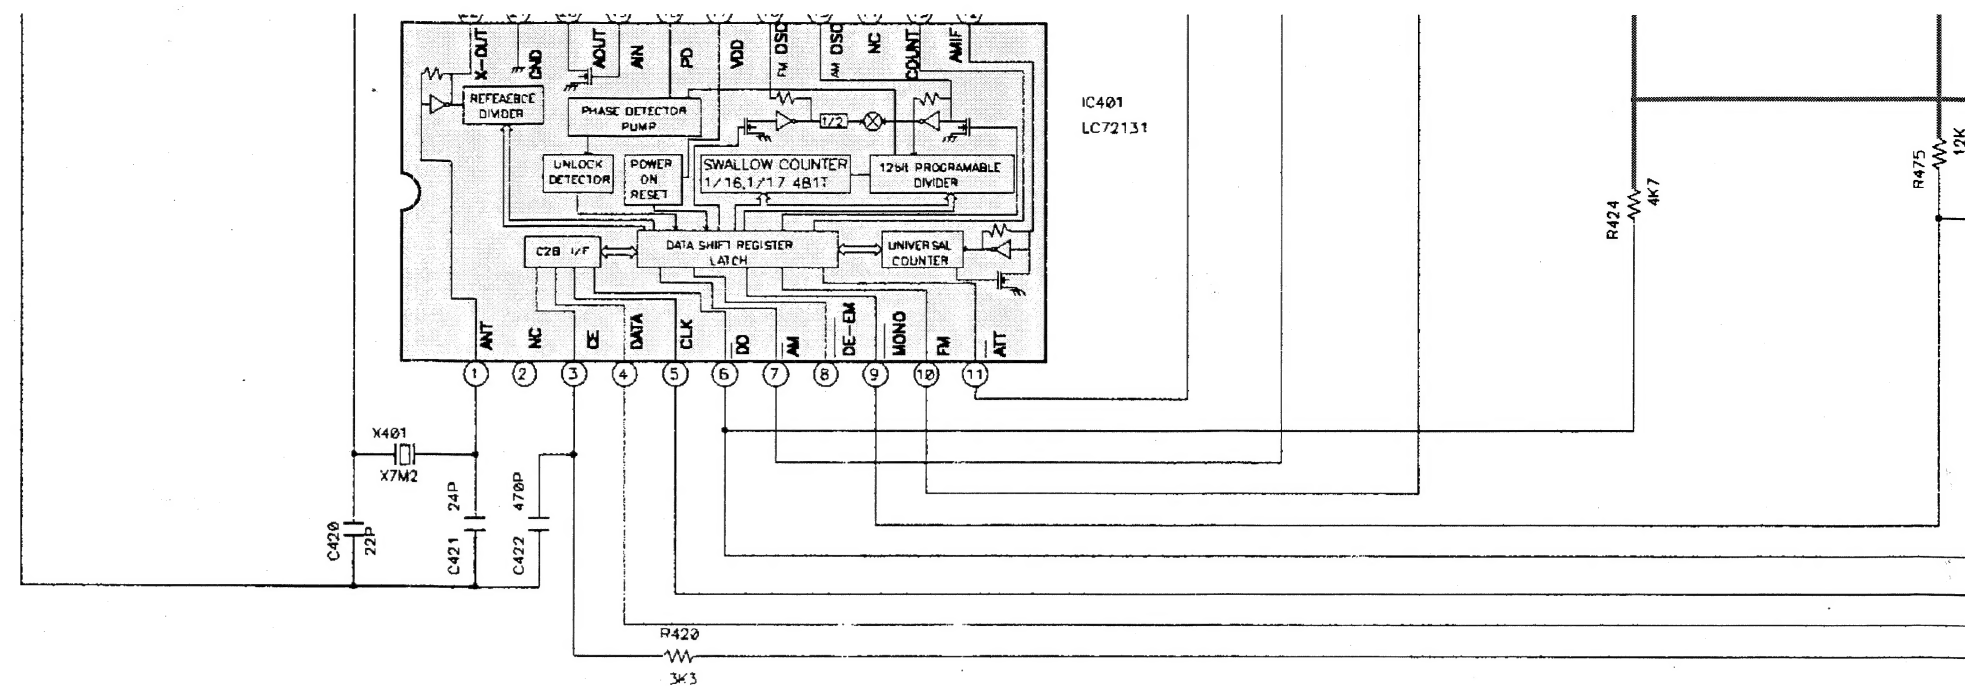 X-OUT
GND
AOUT
AIN
PD
VDD
FM OSC
AM OSC
NC
COUNT
AMIF
REFEAEBCE
DIVIDER
PHASE DETECTOR
PUMP
1/2
UNLOCK
DETECTOR
POWER
ON
RESET
SWALLOW COUNTER
1/16,1/17 4B1T
12bit PROGRAMABLE
DIVIDER
C2B I/F
DATA SHIFT REGISTER
LATCH
UNIVERSAL
COUNTER
ANT
NC
CE
DATA
CLK
DO
AM
DE-EM
MONO
FM
ATT
1
2
3
4
5
6
7
8
9
10
11
IC401
LC72131
R424
4K7
R475
12K
X401
X7M2
C420
22P
C421
24P
C422
470P
R420
3K3